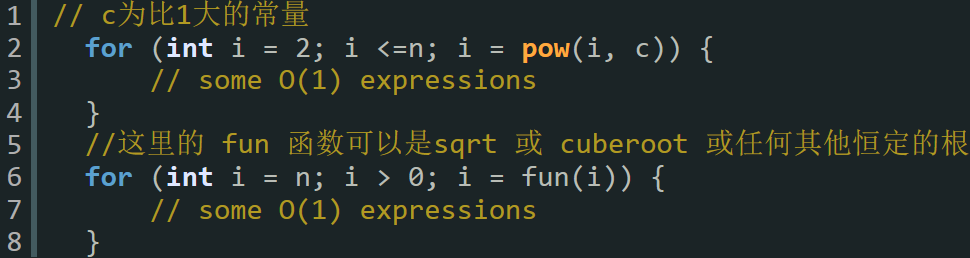 1 // c为比1大的常量
2 for (int i = 2; i <=n; i = pow(i, c)) {
3 // some O(1) expressions
4 }
5 //这里的 fun 函数可以是sqrt 或 cuberoot 或任何其他恒定的根
6 for (int i = n; i > 0; i = fun(i)) {
7 // some O(1) expressions
8 }